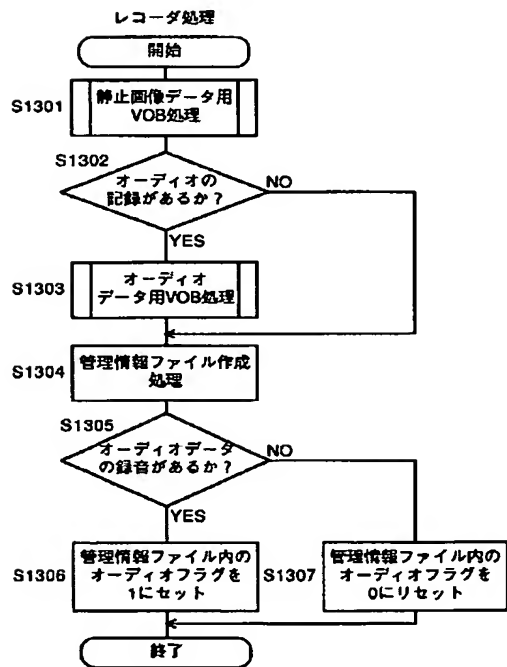 レコーダ処理
開始
S1301
静止画像データ用
VOB処理
S1302
オーディオの
記録があるか？
NO
YES
S1303
オーディオ
データ用VOB処理
S1304
管理情報ファイル作成
処理
S1305
オーディオデータ
の録音があるか？
NO
YES
S1306
管理情報ファイル内の
オーディオフラグを
1にセット
S1307
管理情報ファイル内の
オーディオフラグを
0にリセット
終了